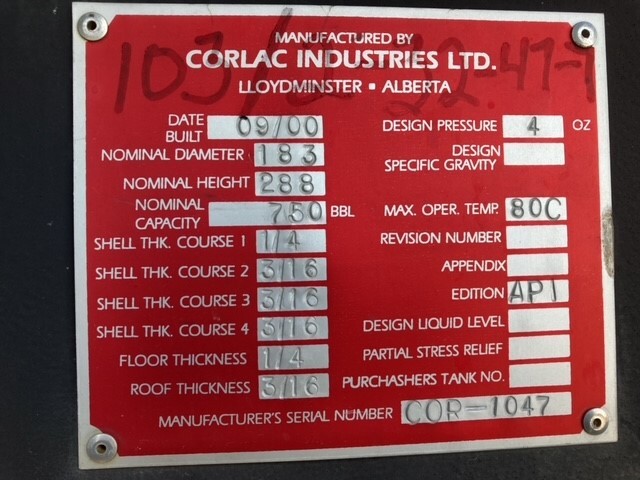 MANUFACTURED BY
CORLAC INDUSTRIES LTD.
LLOYDMINSTER • ALBERTA
103/
22-47-1
DATE BUILT 09/00
DESIGN PRESSURE 4 OZ
NOMINAL DIAMETER 183
DESIGN SPECIFIC GRAVITY
NOMINAL HEIGHT 288
NOMINAL CAPACITY 750 BBL
MAX. OPER. TEMP. 80C
SHELL THK. COURSE 1 1/4
REVISION NUMBER
SHELL THK. COURSE 2 3/16
APPENDIX
SHELL THK. COURSE 3 3/16
EDITION API
SHELL THK. COURSE 4 3/16
DESIGN LIQUID LEVEL
FLOOR THICKNESS 1/4
PARTIAL STRESS RELIEF
ROOF THICKNESS 3/16
PURCHASHERS TANK NO.
MANUFACTURER'S SERIAL NUMBER COR-1047